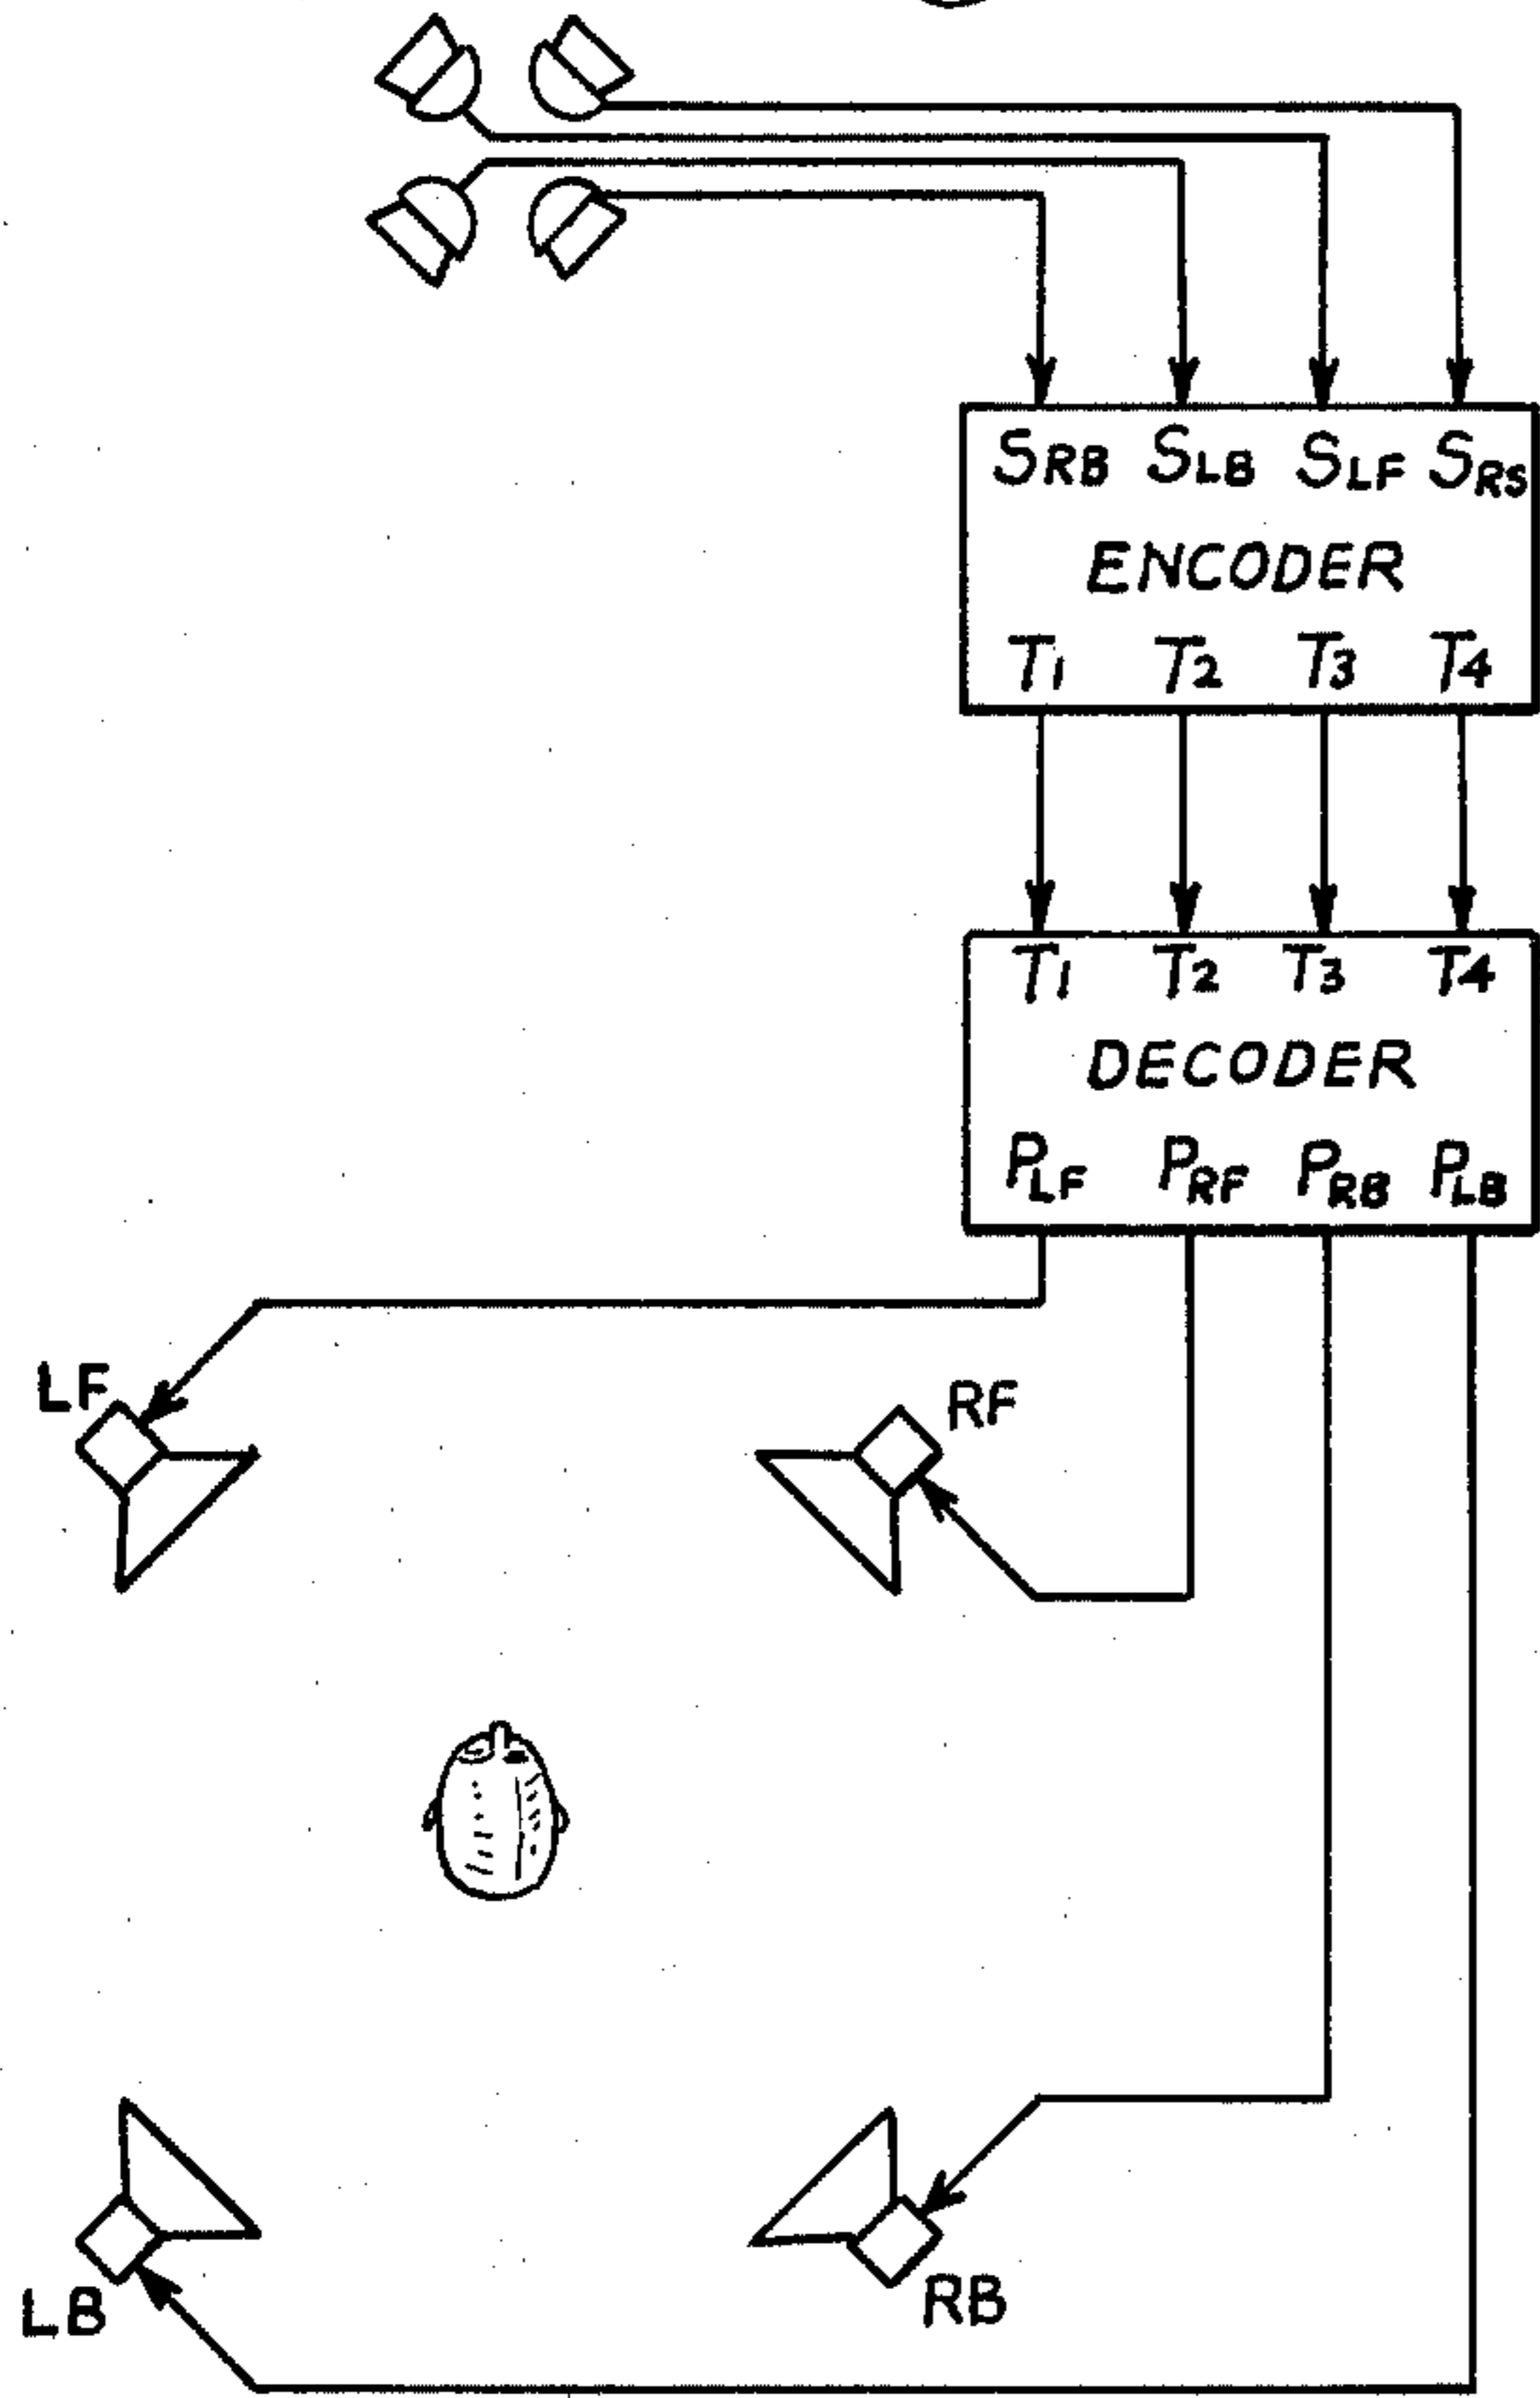 SRB SLB SLF SRS
ENCODER
T1 T2 T3 T4
T1 T2 T3 T4
DECODER
PLF PRF PRB PLB
LF
RF
LB
RB